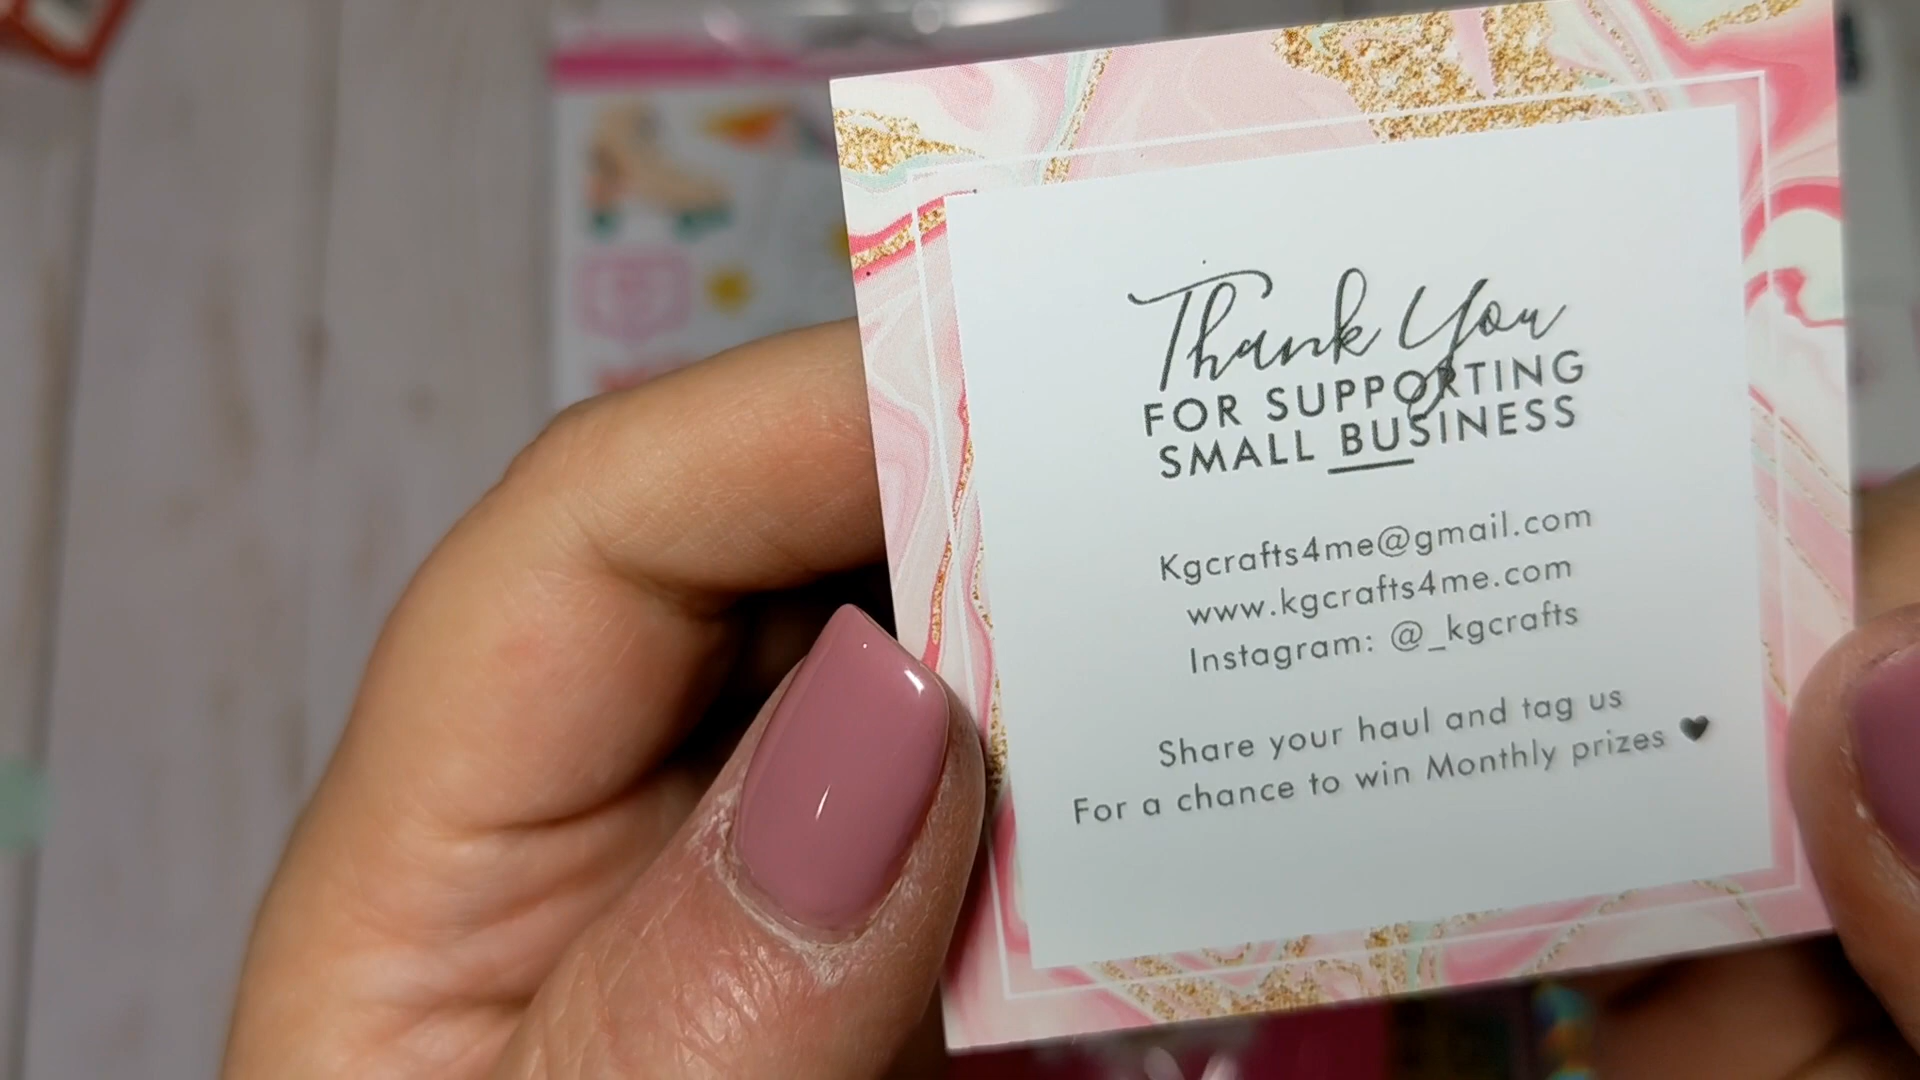 Thank You
FOR SUPPORTING
SMALL BUSINESS
Kgcrafts4me@gmail.com
www.kgcrafts4me.com
Instagram: @_kgcrafts
Share your haul and tag us
For a chance to win Monthly prizes ♥